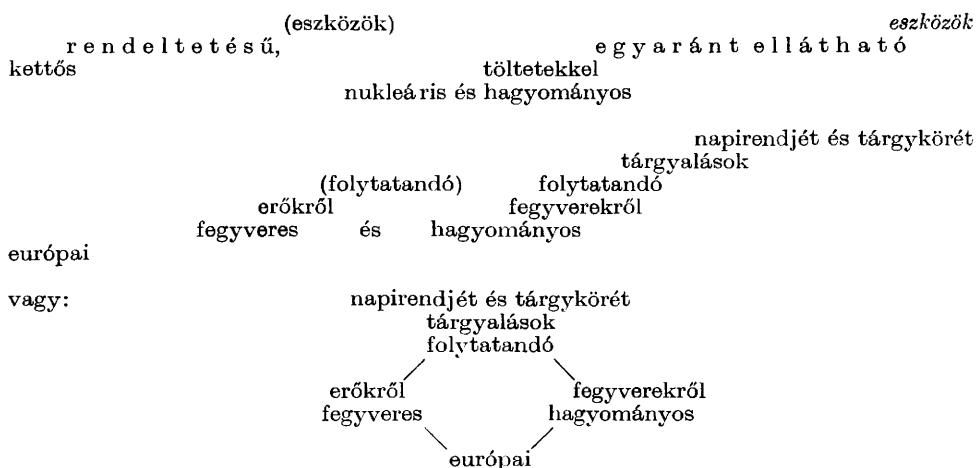 (eszközök) eszközök
r e n d e l t e t é s ű, e g y a r á n t e l l á t h a t ó
kettős töltetekkel
nukleáris és hagyományos
napirendjét és tárgykörét
tárgyalások
(folytatandó) folytatandó
erőkről fegyverekről
fegyveres és hagyományos
európai
vagy: napirendjét és tárgykörét
tárgyalások
folytatandó
erőkről fegyverekről
fegyveres hagyományos
európai